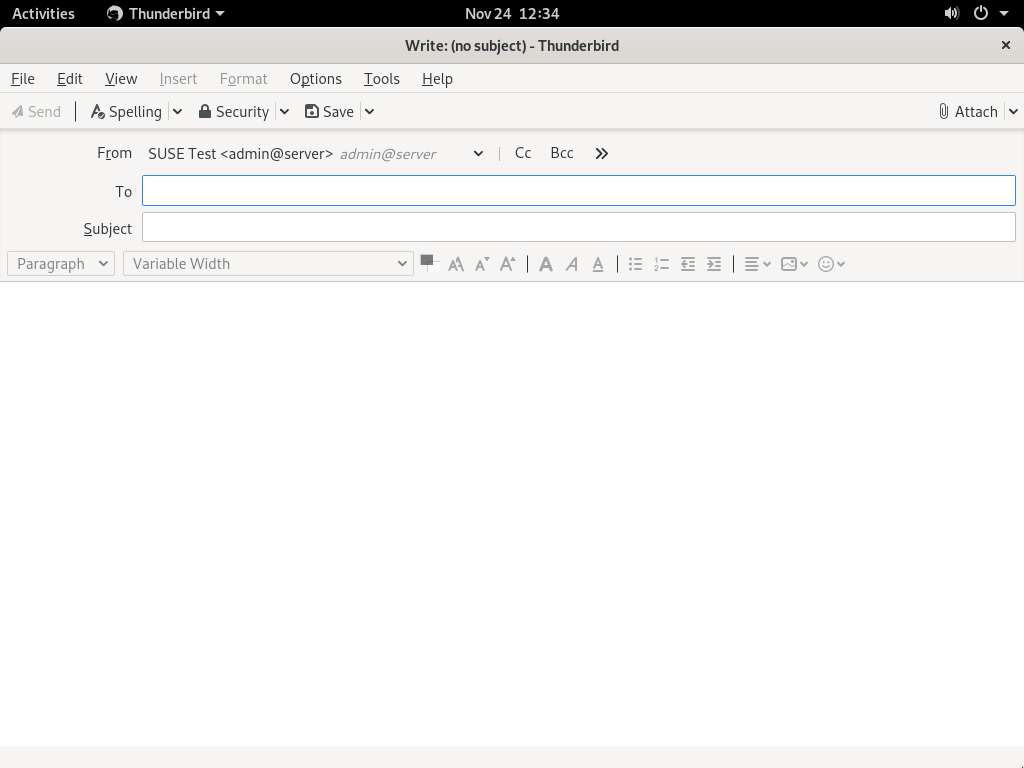 Activities Thunderbird Nov 24 12:34
Write: (no subject) - Thunderbird
File Edit View Insert Format Options Tools Help
Send Spelling Security Save Attach
From SUSE Test <admin@server> admin@server Cc Bcc
To
Subject
Paragraph Variable Width